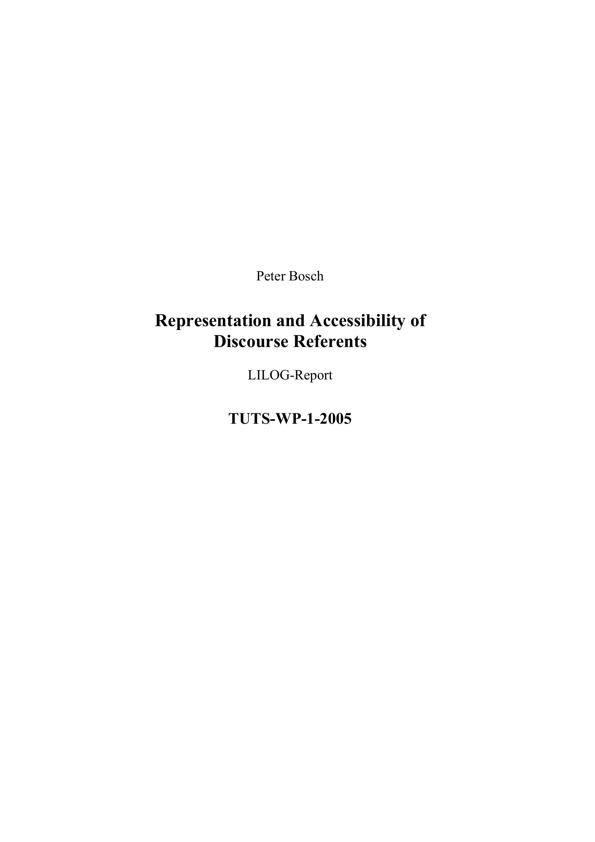 Peter Bosch
Representation and Accessibility of
Discourse Referents
LILOG-Report
TUTS-WP-1-2005